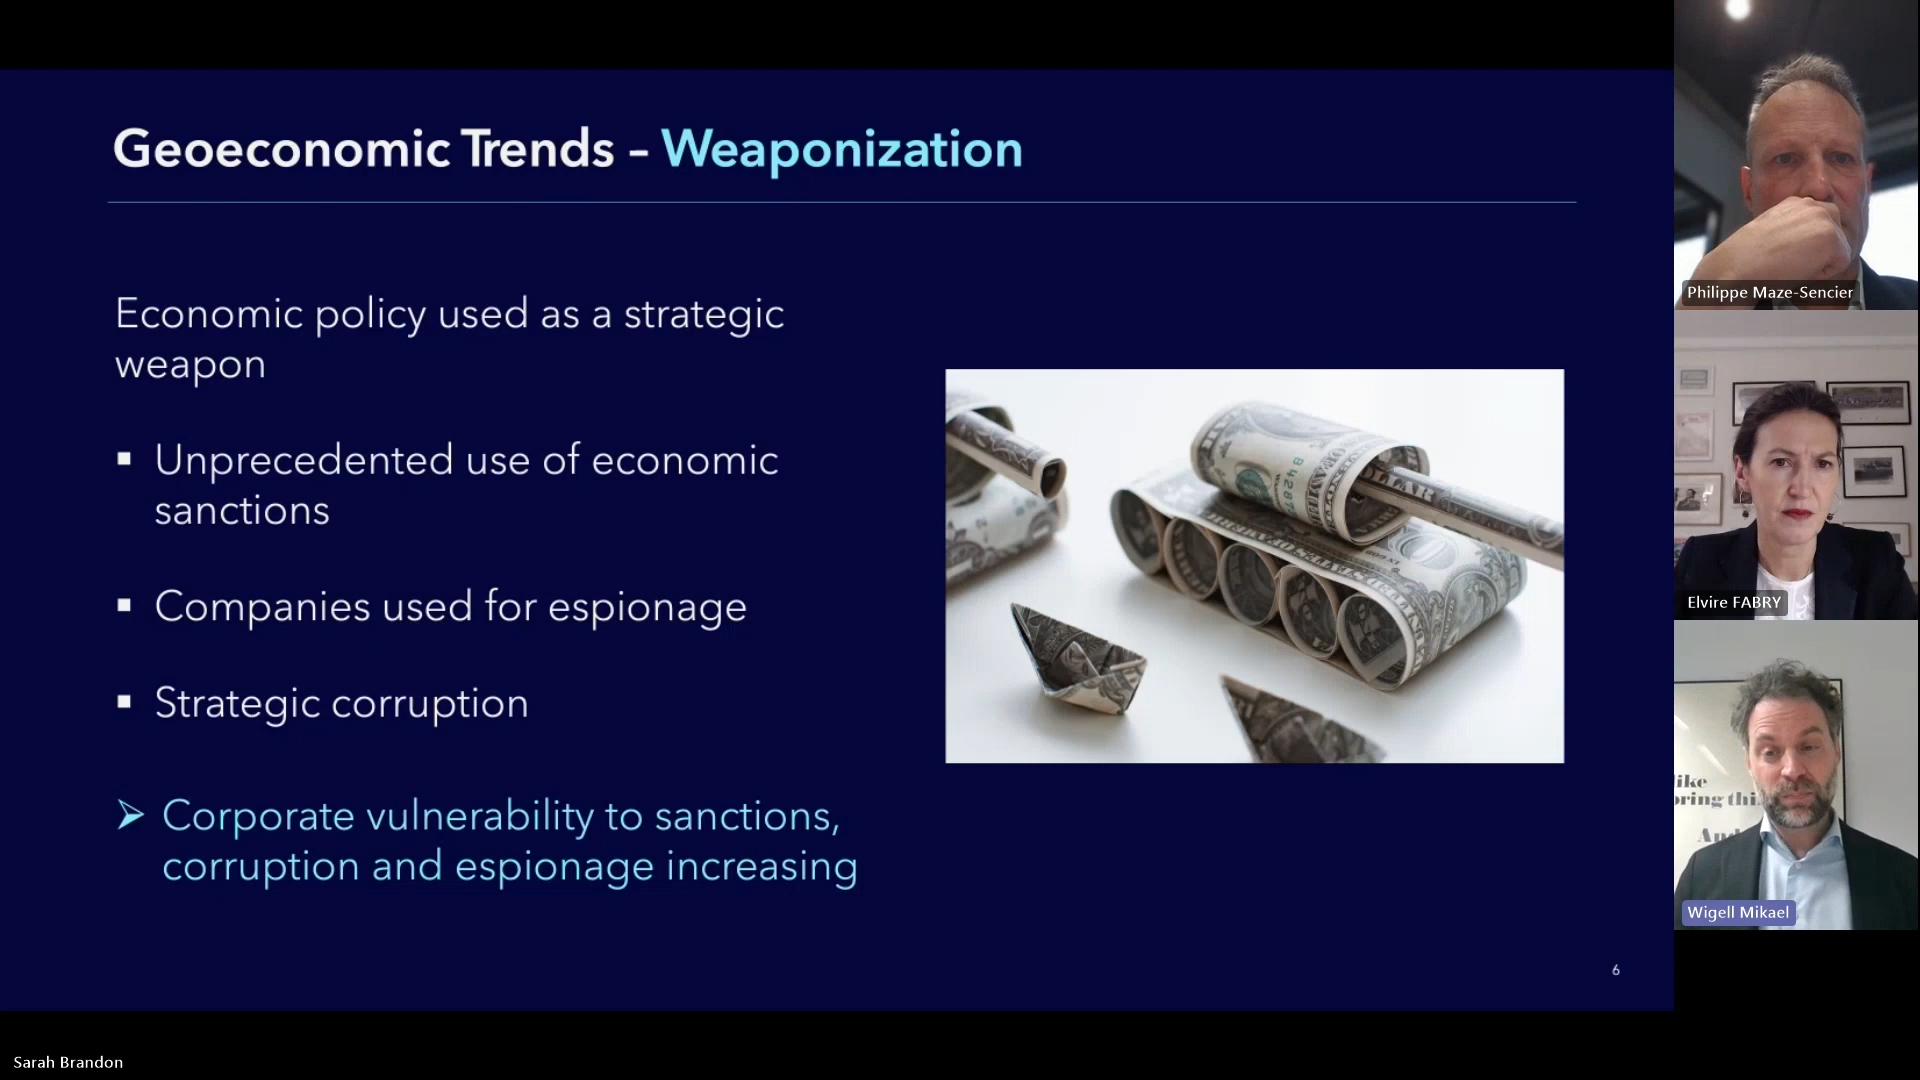 Geoeconomic Trends – Weaponization
Economic policy used as a strategic
weapon
▪ Unprecedented use of economic
sanctions
▪ Companies used for espionage
▪ Strategic corruption
➢ Corporate vulnerability to sanctions,
corruption and espionage increasing
6
Philippe Maze-Sencier
Elvire FABRY
like
Wigell Mikael
Sarah Brandon